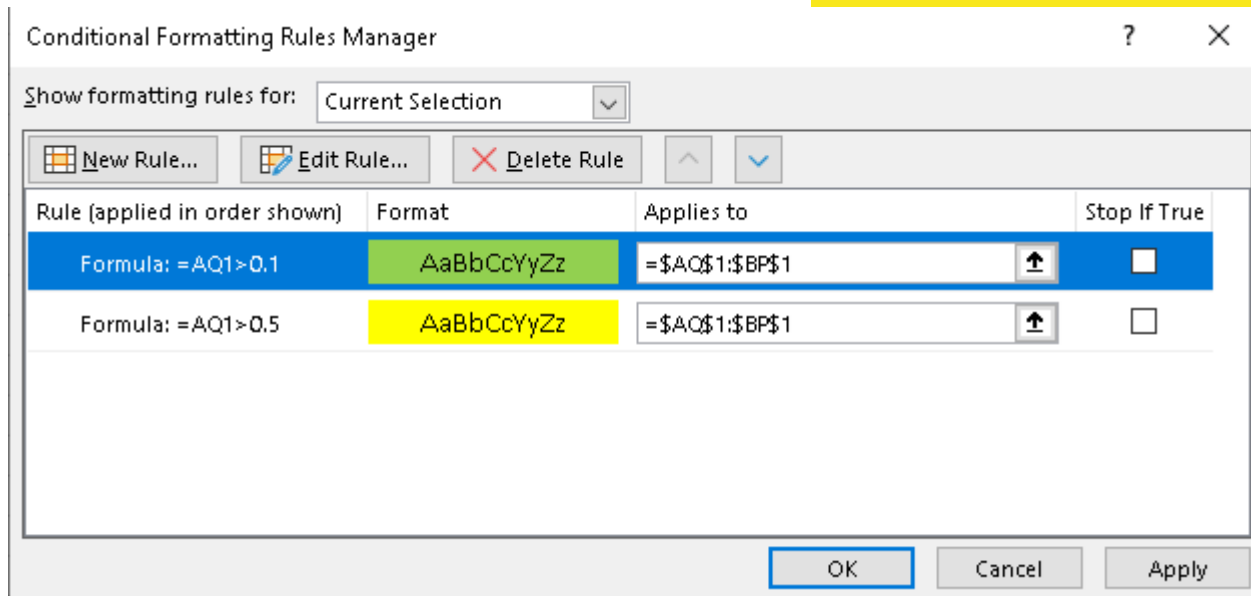 Conditional Formatting Rules Manager ?
Show formatting rules for: Current Selection
New Rule... Edit Rule... Delete Rule
Rule (applied in order shown) Format Applies to Stop If True
Formula: =AQ1>0.1 AaBbCcYyZz =$AQ$1:$BP$1
Formula: =AQ1>0.5 AaBbCcYyZz =$AQ$1:$BP$1
OK Cancel Apply